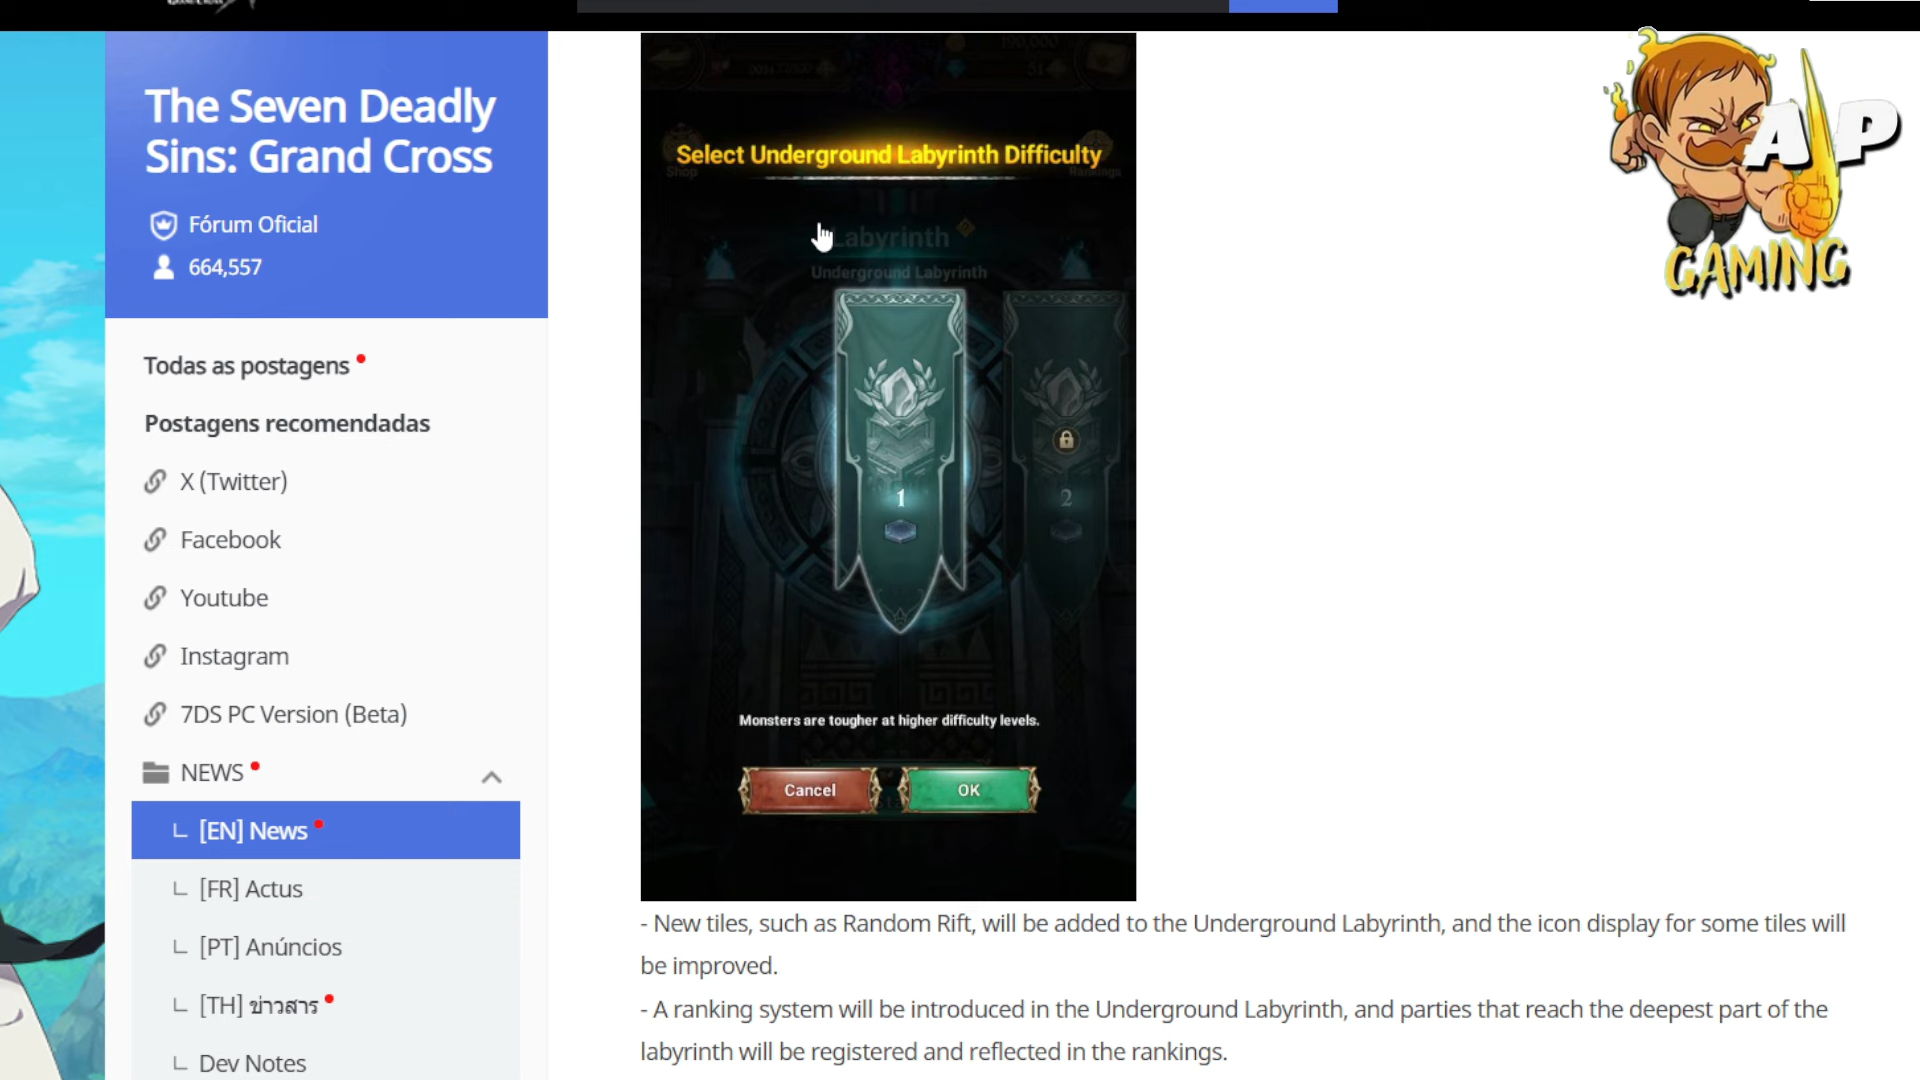 The Seven Deadly
Sins: Grand Cross
Fórum Oficial
664,557
Todas as postagens
Postagens recomendadas
X (Twitter)
Facebook
Youtube
Instagram
7DS PC Version (Beta)
NEWS
[EN] News
[FR] Actus
[PT] Anúncios
[TH] ข่าวสาร
Dev Notes
190,000
51
Select Underground Labyrinth Difficulty
Shop
Rankings
Labyrinth
Underground Labyrinth
1
2
Monsters are tougher at higher difficulty levels.
Cancel
OK
- New tiles, such as Random Rift, will be added to the Underground Labyrinth, and the icon display for some tiles will
be improved.
- A ranking system will be introduced in the Underground Labyrinth, and parties that reach the deepest part of the
labyrinth will be registered and reflected in the rankings.
AP
GAMING